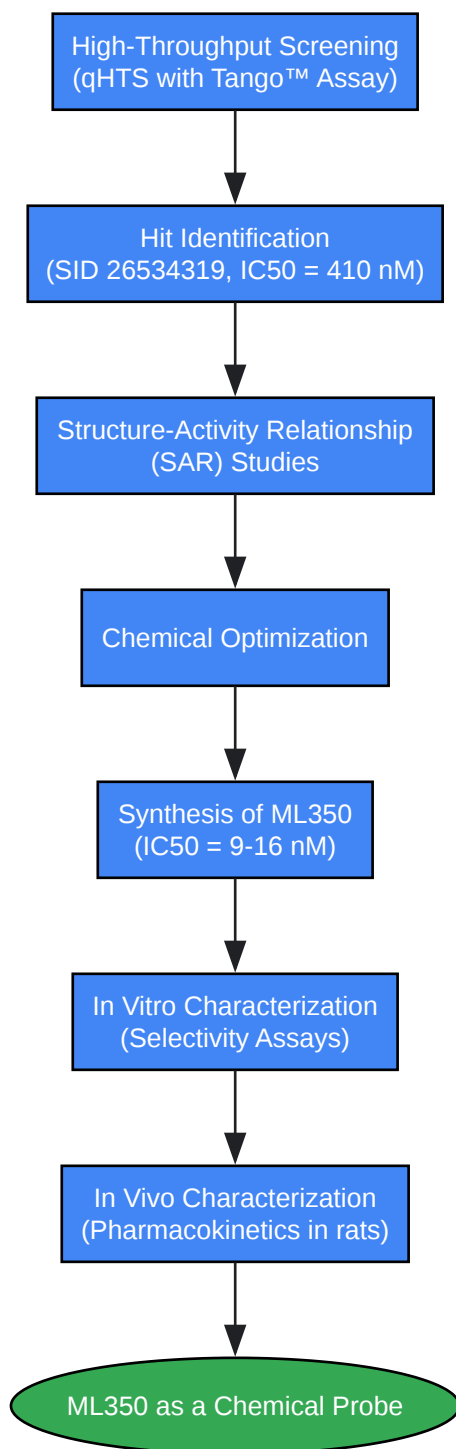 High-Throughput Screening
(qHTS with Tango™ Assay)
Hit Identification
(SID 26534319, IC50 = 410 nM)
Structure-Activity Relationship
(SAR) Studies
Chemical Optimization
Synthesis of ML350
(IC50 = 9-16 nM)
In Vitro Characterization
(Selectivity Assays)
In Vivo Characterization
(Pharmacokinetics in rats)
ML350 as a Chemical Probe